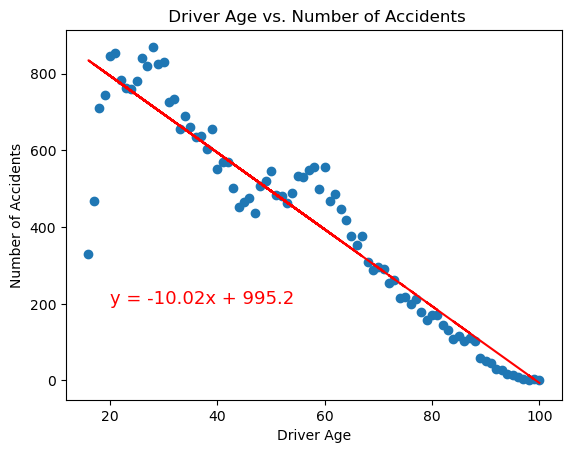 Driver Age vs. Number of Accidents
Number of Accidents
800
600
400
200
0
y = -10.02x + 995.2
20 40 60 80 100
Driver Age